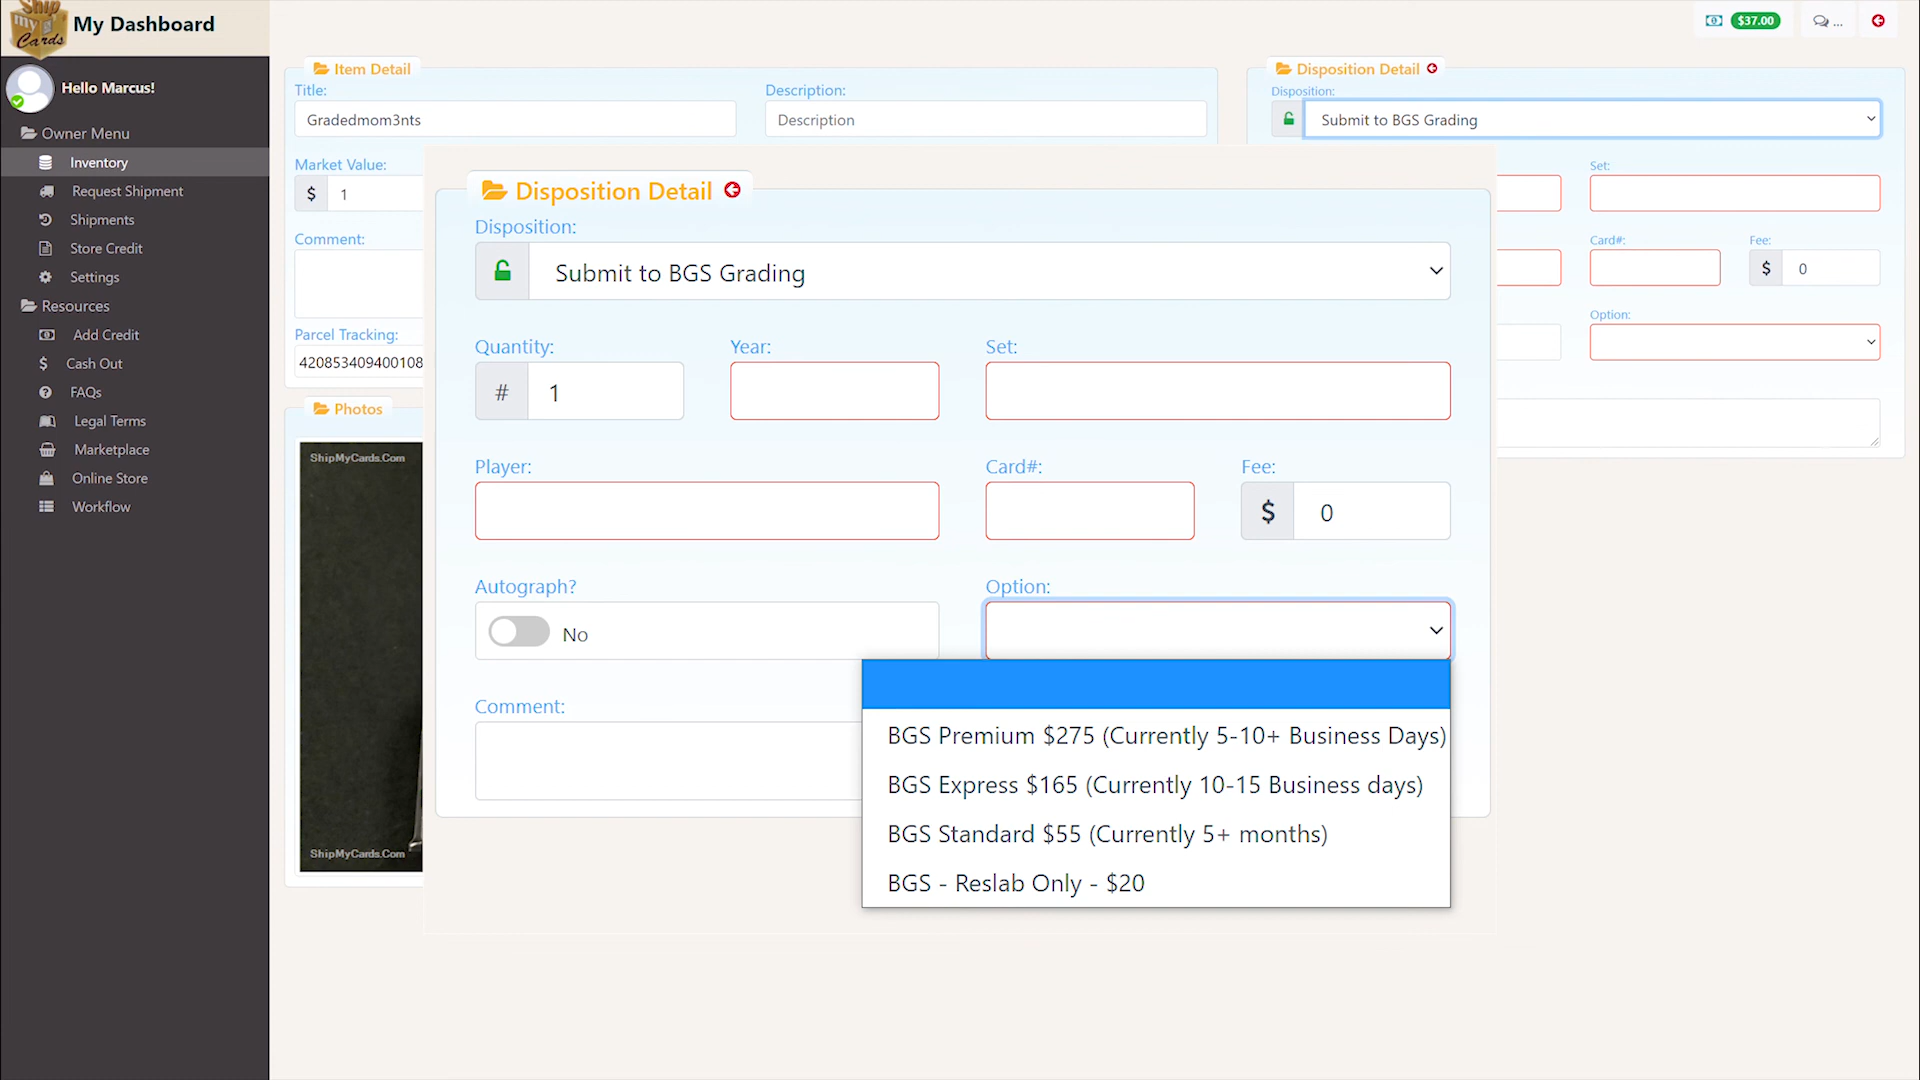 Ship
my
Cards
My Dashboard
$37.00
...
Hello Marcus!
Owner Menu
Inventory
Request Shipment
Shipments
Store Credit
Settings
Resources
Add Credit
$ Cash Out
FAQs
Legal Terms
Marketplace
Online Store
Workflow
Item Detail
Title:
Gradedmom3nts
Description:
Description
Market Value:
$ 1
Comment:
Parcel Tracking:
420853409400108
Photos
ShipMyCards.Com
ShipMyCards.Com
Disposition Detail
Disposition:
Submit to BGS Grading
Set:
Card#:
Fee:
$ 0
Option:
Disposition Detail
Disposition:
Submit to BGS Grading
Quantity:
Year:
Set:
# 1
Player:
Card#:
Fee:
$ 0
Autograph?
Option:
No
Comment:
BGS Premium $275 (Currently 5-10+ Business Days)
BGS Express $165 (Currently 10-15 Business days)
BGS Standard $55 (Currently 5+ months)
BGS - Reslab Only - $20